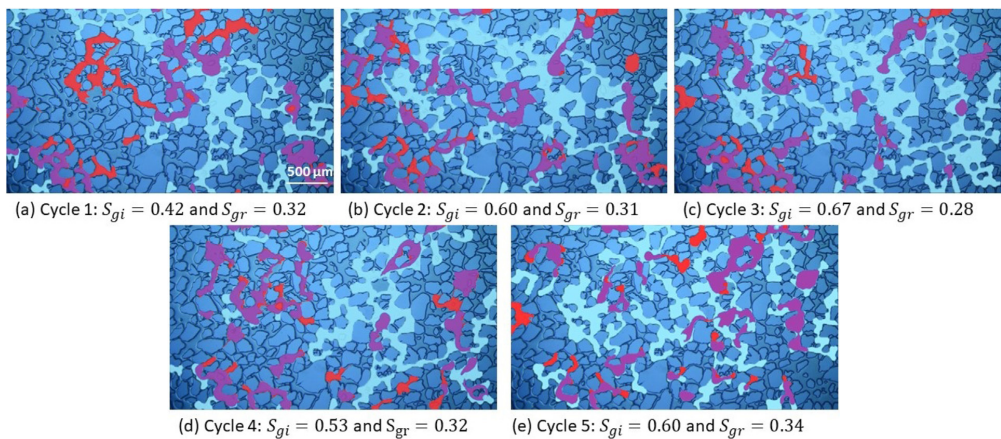 500 μm
(a) Cycle 1: S_gi = 0.42 and S_gr = 0.32
(b) Cycle 2: S_gi = 0.60 and S_gr = 0.31
(c) Cycle 3: S_gi = 0.67 and S_gr = 0.28
(d) Cycle 4: S_gi = 0.53 and S_gr = 0.32
(e) Cycle 5: S_gi = 0.60 and S_gr = 0.34